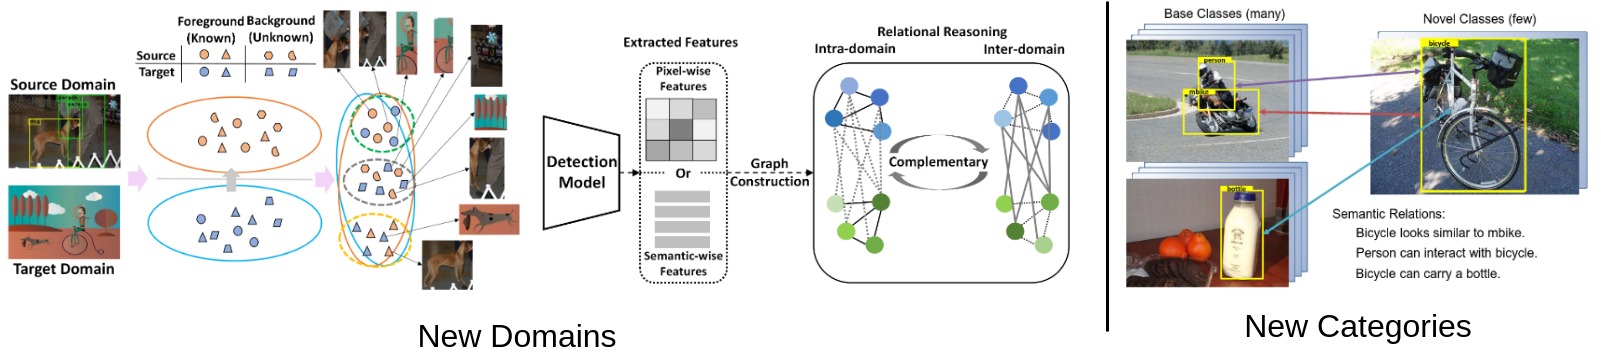 Foreground Background
(Known) (Unknown)
Source
Target
Source Domain
Target Domain
Extracted Features
Pixel-wise
Features
Or
Semantic-wise
Features
Detection
Model
Graph
Construction
Relational Reasoning
Intra-domain Inter-domain
Complementary
New Domains
Base Classes (many)
person
mbike
bottle
Novel Classes (few)
bicycle
Semantic Relations:
Bicycle looks similar to mbike.
Person can interact with bicycle.
Bicycle can carry a bottle.
New Categories